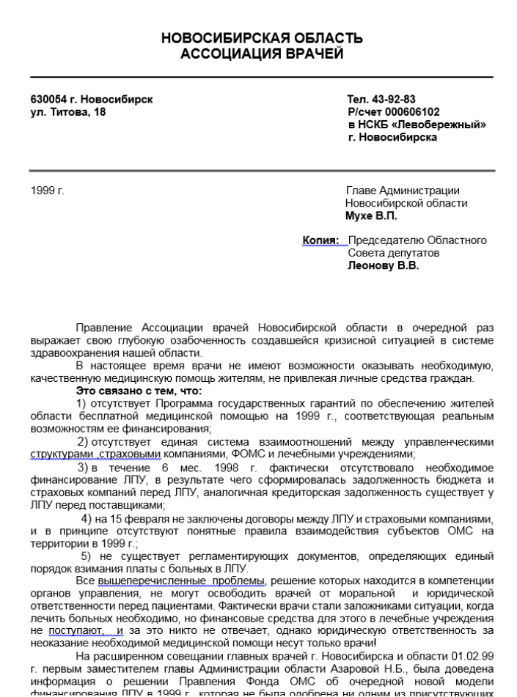 НОВОСИБИРСКАЯ ОБЛАСТЬ
АССОЦИАЦИЯ ВРАЧЕЙ
630054 г. Новосибирск
ул. Титова, 18
Тел. 43-92-83
Р/счет 000606102
в НСКБ «Левобережный»
г. Новосибирска
1999 г.
Главе Администрации
Новосибирской области
Мухе В.П.
Копия: Председателю Областного
Совета депутатов
Леонову В.В.
Правление Ассоциации врачей Новосибирской области в очередной раз
выражает свою глубокую озабоченность создавшейся кризисной ситуацией в системе
здравоохранения нашей области.
В настоящее время врачи не имеют возможности оказывать необходимую,
качественную медицинскую помощь жителям, не привлекая личные средства граждан.
Это связано с тем, что:
1) отсутствует Программа государственных гарантий по обеспечению жителей
области бесплатной медицинской помощью на 1999 г., соответствующая реальным
возможностям ее финансирования;
2) отсутствует единая система взаимоотношений между управленческими
структурами ,страховыми компаниями, ФОМС и лечебными учреждениями;
3) в течение 6 мес. 1998 г. фактически отсутствовало необходимое
финансирование ЛПУ, в результате чего сформировалась задолженность бюджета и
страховых компаний перед ЛПУ, аналогичная кредиторская задолженность существует у
ЛПУ перед поставщиками;
4) на 15 февраля не заключены договоры между ЛПУ и страховыми компаниями,
и в принципе отсутствуют понятные правила взаимодействия субъектов ОМС на
территории в 1999 г.;
5) не существует регламентирующих документов, определяющих единый
порядок взимания платы с больных в ЛПУ.
Все вышеперечисленные проблемы, решение которых находится в компетенции
органов управления, не могут освободить врачей от моральной и юридической
ответственности перед пациентами. Фактически врачи стали заложниками ситуации, когда
лечить больных необходимо, но финансовые средства для этого в лечебные учреждения
не поступают, и за это никто не отвечает, однако юридическую ответственность за
неоказание необходимой медицинской помощи несут только врачи!
На расширенном совещании главных врачей г. Новосибирска и области 01.02.99
г. первым заместителем главы Администрации области Азаровой Н.Б., была доведена
информация о решении Правления Фонда ОМС об очередной новой модели
финансирования ЛПУ в 1999 г., которая не была одобрена ни одним из присутствующих